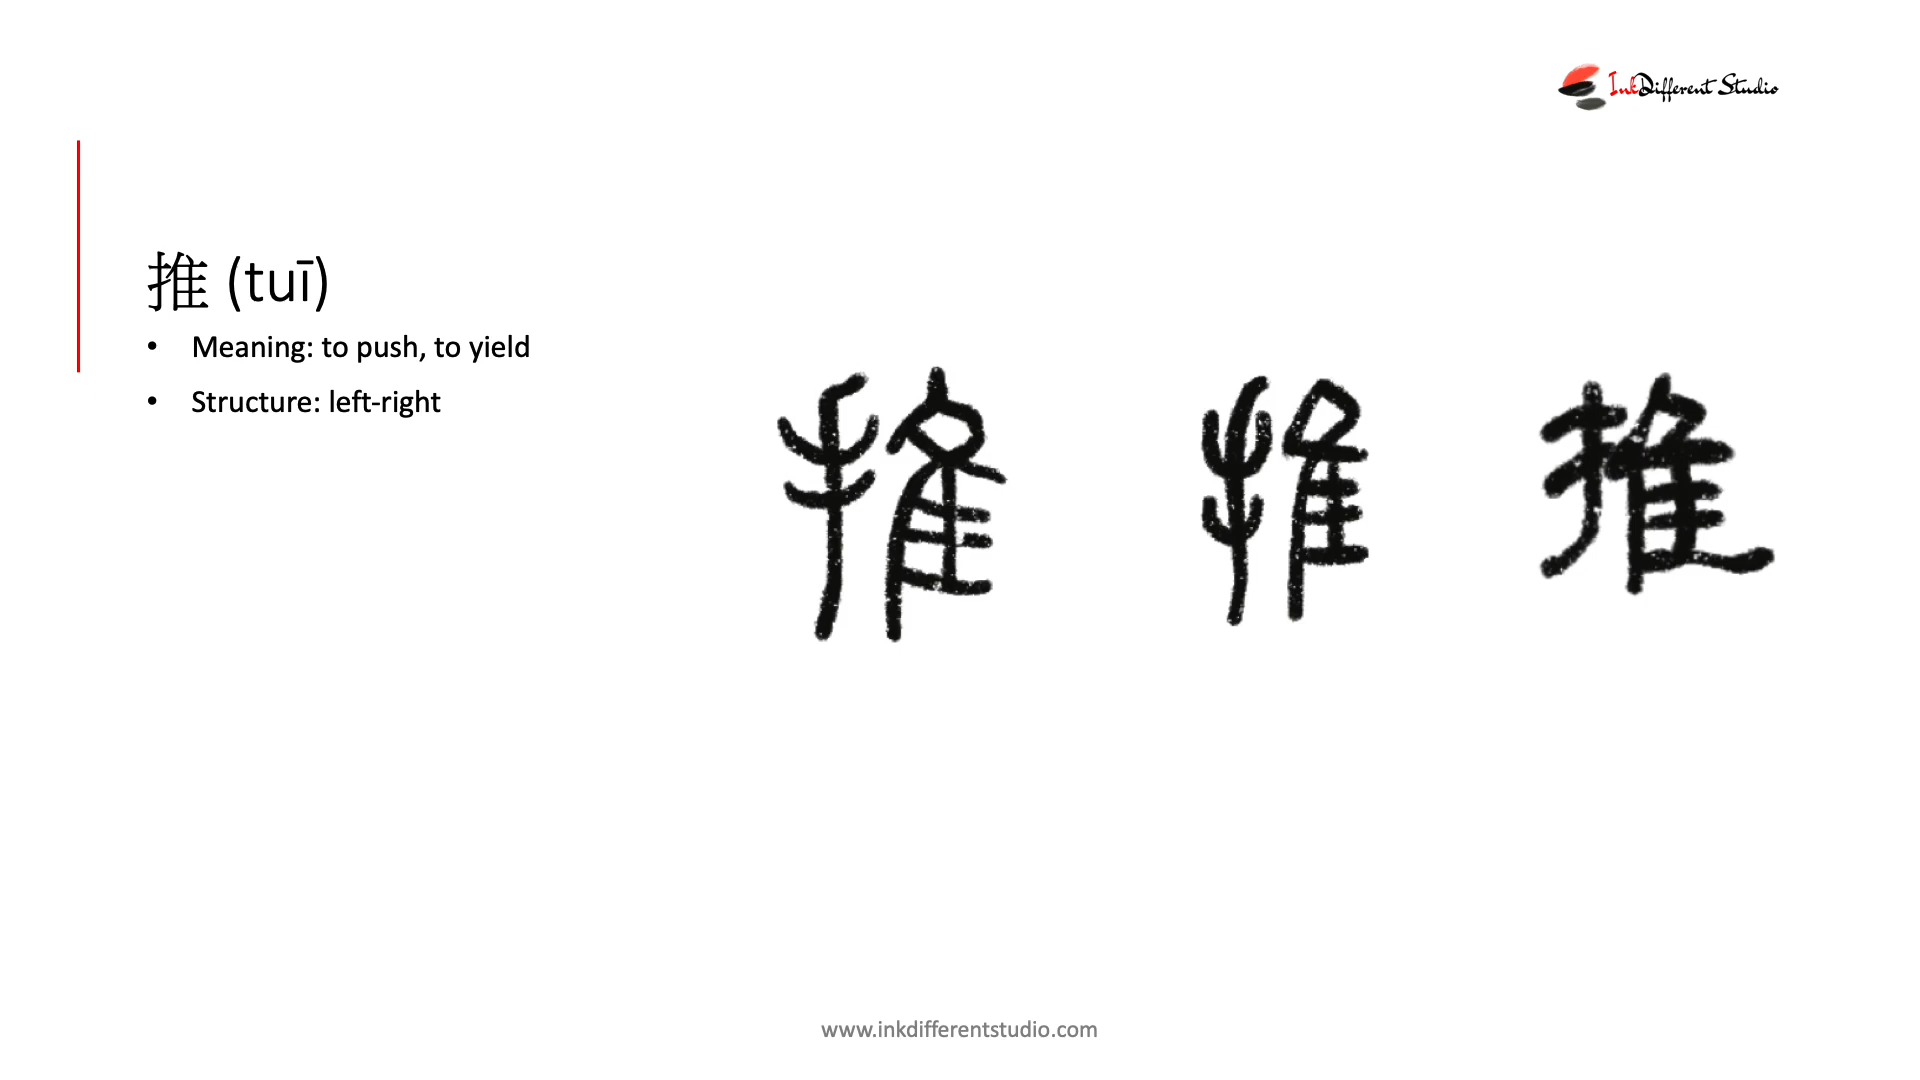 InkDifferent Studio
推 (tuī)
• Meaning: to push, to yield
• Structure: left-right
推 推 推
www.inkdifferentstudio.com